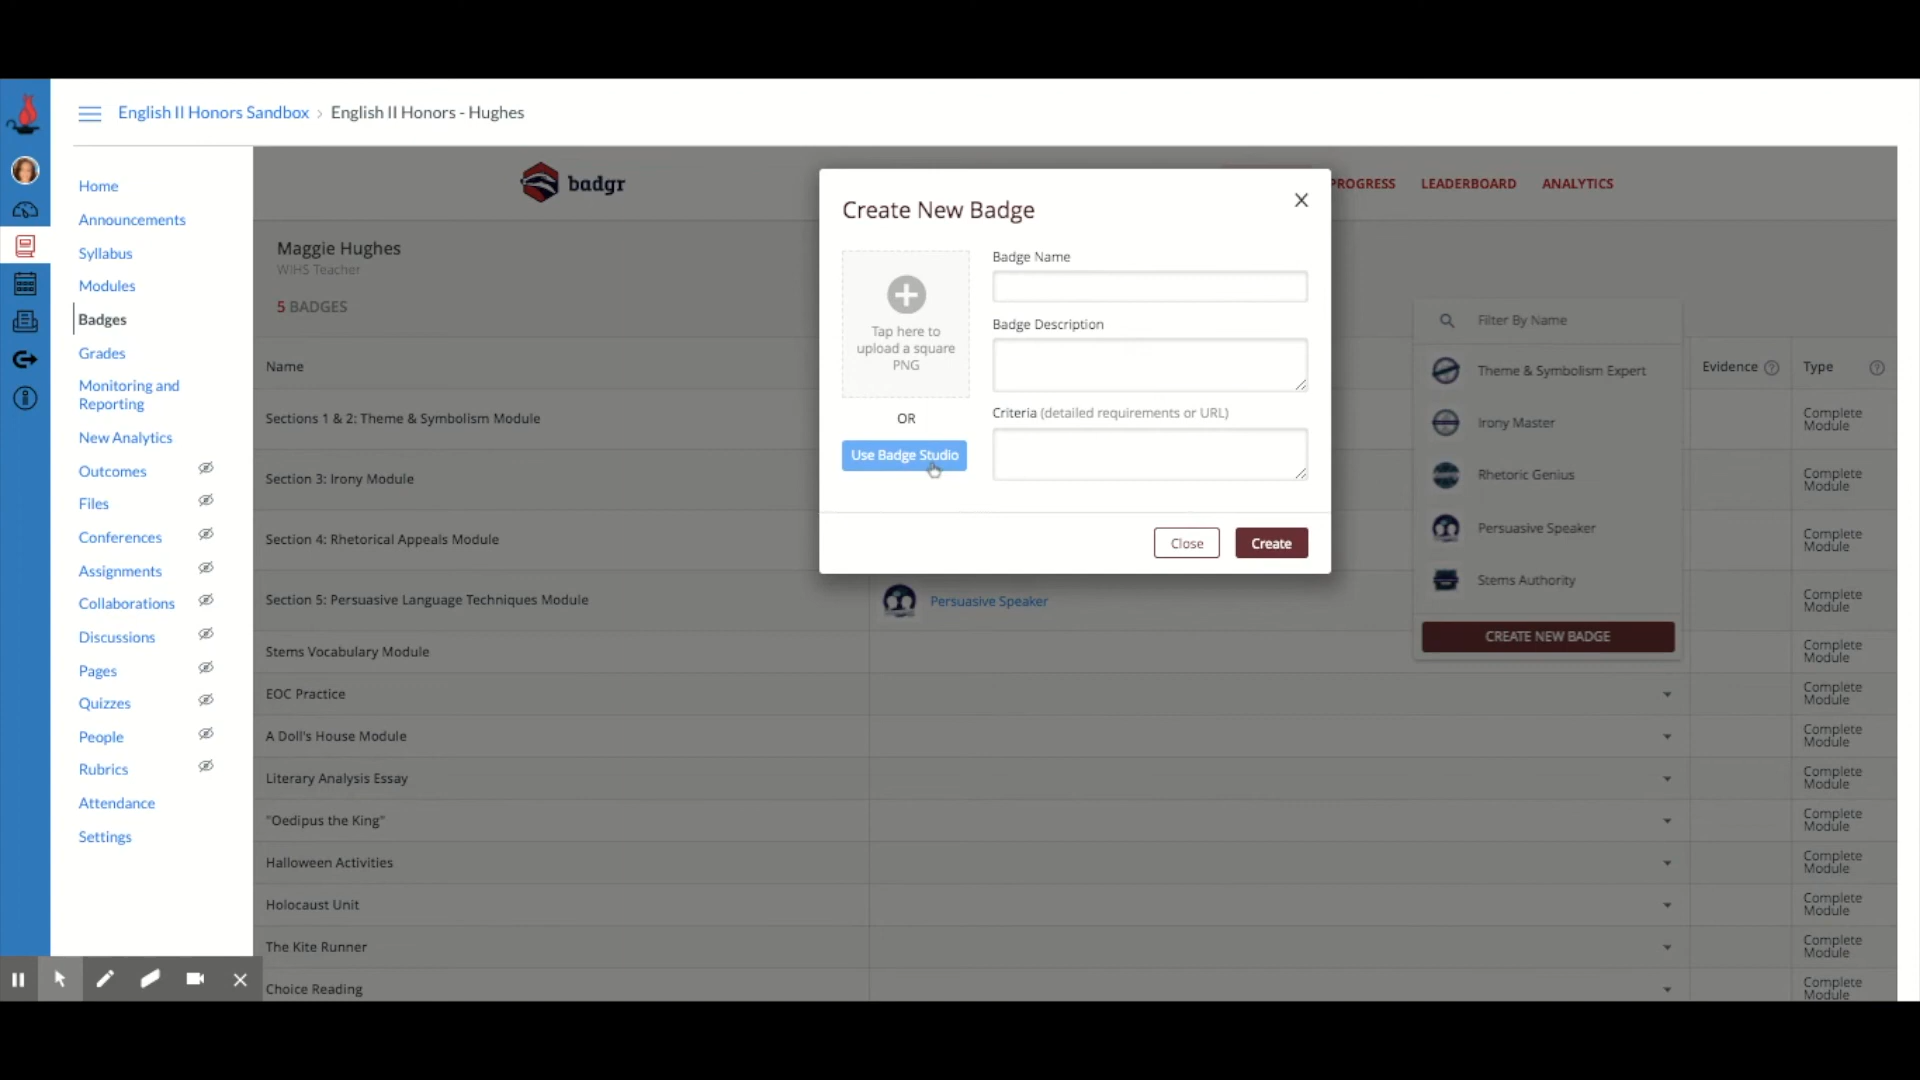 English II Honors Sandbox › English II Honors - Hughes
Home
Announcements
Syllabus
Modules
Badges
Grades
Monitoring and
Reporting
New Analytics
Outcomes
Files
Conferences
Assignments
Collaborations
Discussions
Pages
Quizzes
People
Rubrics
Attendance
Settings
badgr
PROGRESS
LEADERBOARD
ANALYTICS
Maggie Hughes
WIHS Teacher
5 BADGES
Create New Badge
Tap here to
upload a square
PNG
OR
Use Badge Studio
Badge Name
Badge Description
Criteria (detailed requirements or URL)
Close
Create
Filter By Name
Theme & Symbolism Expert
Irony Master
Rhetoric Genius
Persuasive Speaker
Stems Authority
CREATE NEW BADGE
Name
Evidence ?
Type ?
Sections 1 & 2: Theme & Symbolism Module
Complete
Module
Section 3: Irony Module
Complete
Module
Section 4: Rhetorical Appeals Module
Complete
Module
Section 5: Persuasive Language Techniques Module
Persuasive Speaker
Complete
Module
Stems Vocabulary Module
Complete
Module
EOC Practice
Complete
Module
A Doll's House Module
Complete
Module
Literary Analysis Essay
Complete
Module
"Oedipus the King"
Complete
Module
Halloween Activities
Complete
Module
Holocaust Unit
Complete
Module
The Kite Runner
Complete
Module
Choice Reading
Complete
Module